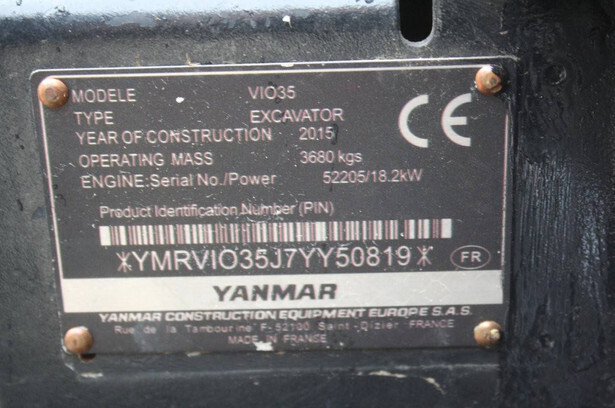 MODELE VIO35
TYPE EXCAVATOR
YEAR OF CONSTRUCTION 2015
OPERATING MASS 3680 kgs
ENGINE:Serial No./Power 52205/18.2kW
CE
Product Identification Number (PIN)
*YMRVIO35J7YY50819*
FR
YANMAR
YANMAR CONSTRUCTION EQUIPMENT EUROPE S.A.S.
Rue de la Tambourine F-52100 Saint-Dizier FRANCE
MADE IN FRANCE